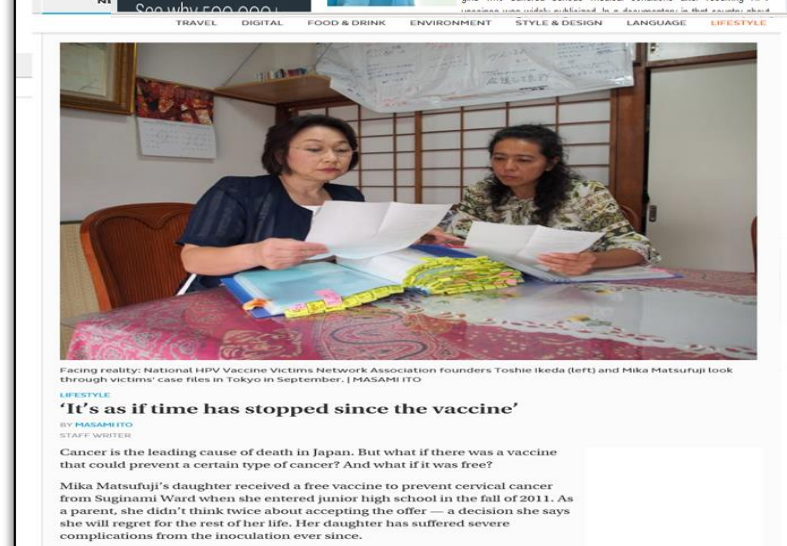 See why 500,000+
TRAVEL DIGITAL FOOD & DRINK ENVIRONMENT STYLE & DESIGN LANGUAGE LIFESTYLE
Facing reality: National HPV Vaccine Victims Network Association founders Toshie Ikeda (left) and Mika Matsufuji look
through victims' case files in Tokyo in September. | MASAMI ITO
LIFESTYLE
‘It’s as if time has stopped since the vaccine’
BY MASAMI ITO
STAFF WRITER
Cancer is the leading cause of death in Japan. But what if there was a vaccine
that could prevent a certain type of cancer? And what if it was free?
Mika Matsufuji’s daughter received a free vaccine to prevent cervical cancer
from Suginami Ward when she entered junior high school in the fall of 2011. As
a parent, she didn’t think twice about accepting the offer — a decision she says
she will regret for the rest of her life. Her daughter has suffered severe
complications from the inoculation ever since.